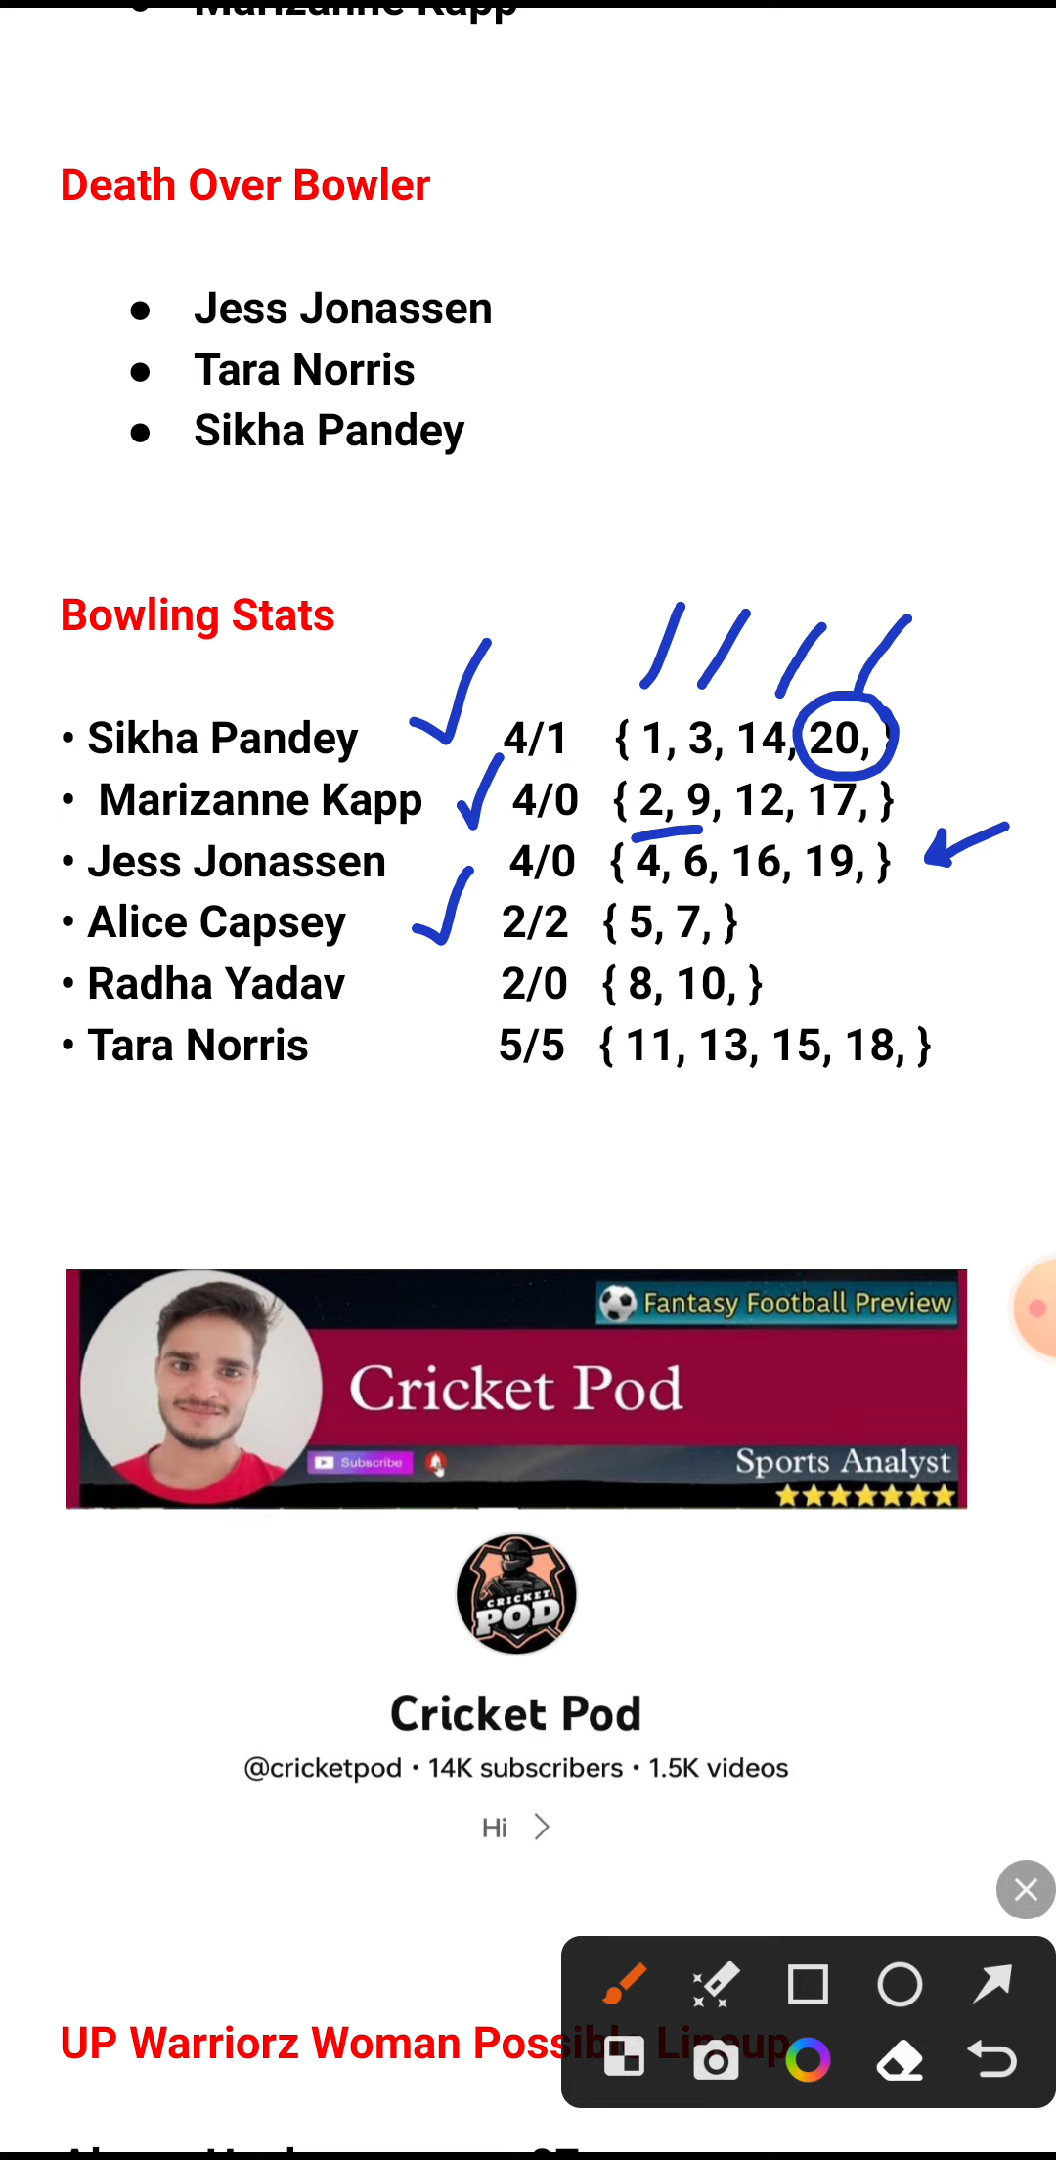 Marizanne Kapp
Death Over Bowler
● Jess Jonassen
● Tara Norris
● Sikha Pandey
Bowling Stats
• Sikha Pandey 4/1 { 1, 3, 14, 20, }
• Marizanne Kapp 4/0 { 2, 9, 12, 17, }
• Jess Jonassen 4/0 { 4, 6, 16, 19, }
• Alice Capsey 2/2 { 5, 7, }
• Radha Yadav 2/0 { 8, 10, }
• Tara Norris 5/5 { 11, 13, 15, 18, }
Fantasy Football Preview
Cricket Pod
Subscribe
Sports Analyst
CRICKET
POD
Cricket Pod
@cricketpod • 14K subscribers • 1.5K videos
Hi
UP Warriorz Woman Possible Lineup